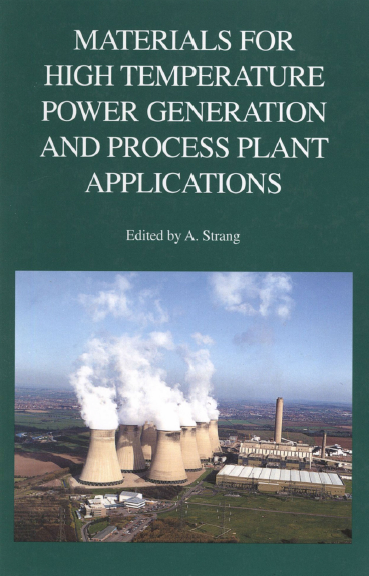 MATERIALS FOR
HIGH TEMPERATURE
POWER GENERATION
AND PROCESS PLANT
APPLICATIONS
Edited by A. Strang